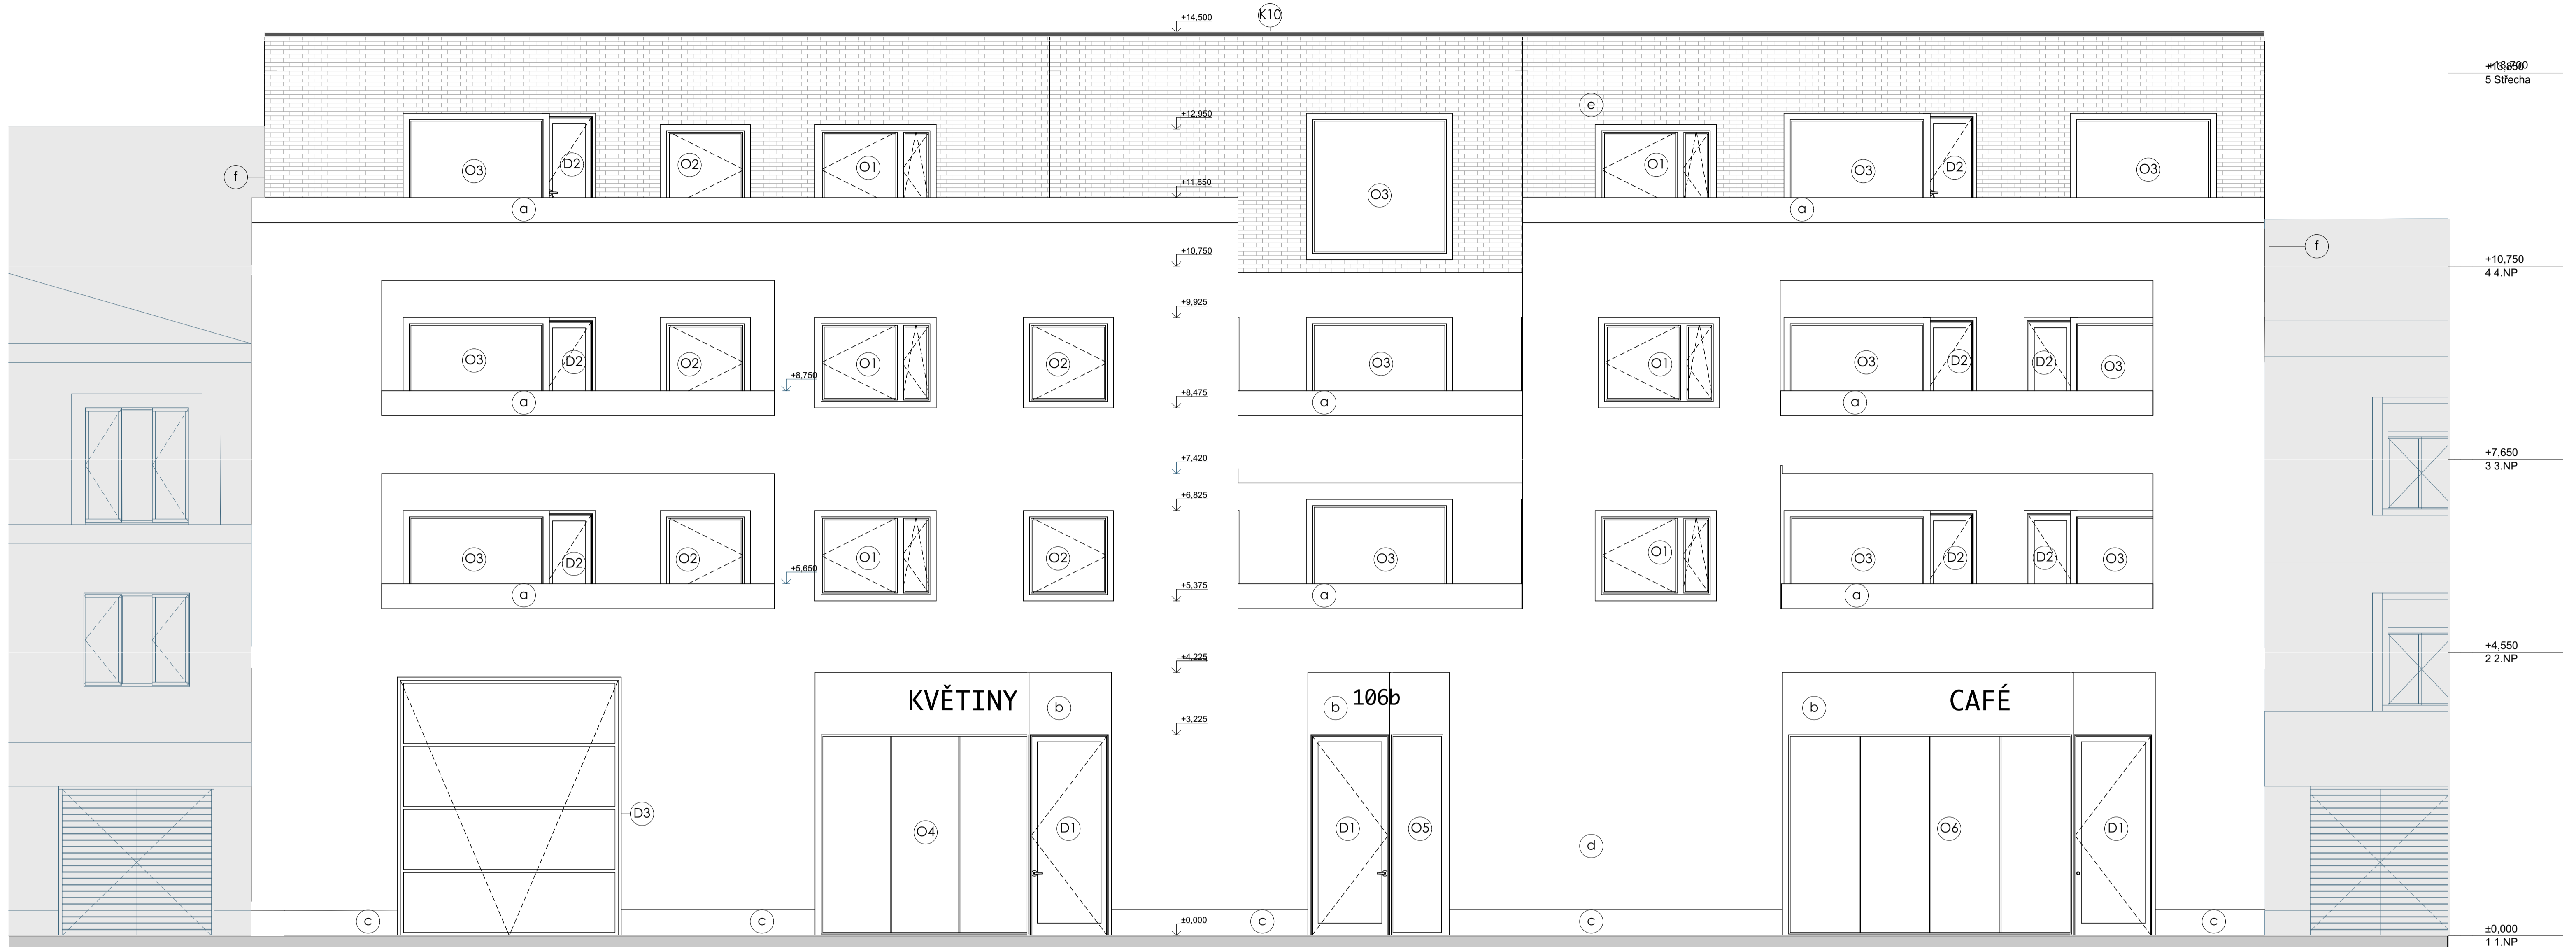 +14,500
K10
5 Střecha
e
+12,950
O3
D2
O2
O1
O1
O3
D2
O3
f
O3
+11,850
a
a
+10,750
f
+10,750
4 4.NP
+9,925
O3
D2
O2
O1
O2
O3
O1
O3
D2
D2
O3
+8,750
+8,475
a
a
a
+7,420
+7,650
3 3.NP
+6,825
O3
D2
O2
O1
O2
O3
O1
O3
D2
D2
O3
+5,650
+5,375
a
a
a
+4,225
+4,550
2 2.NP
KVĚTINY
b
b
106b
b
CAFÉ
+3,225
D3
O4
D1
D1
O5
d
O6
D1
c
c
c
c
c
±0,000
±0,000
1 1.NP